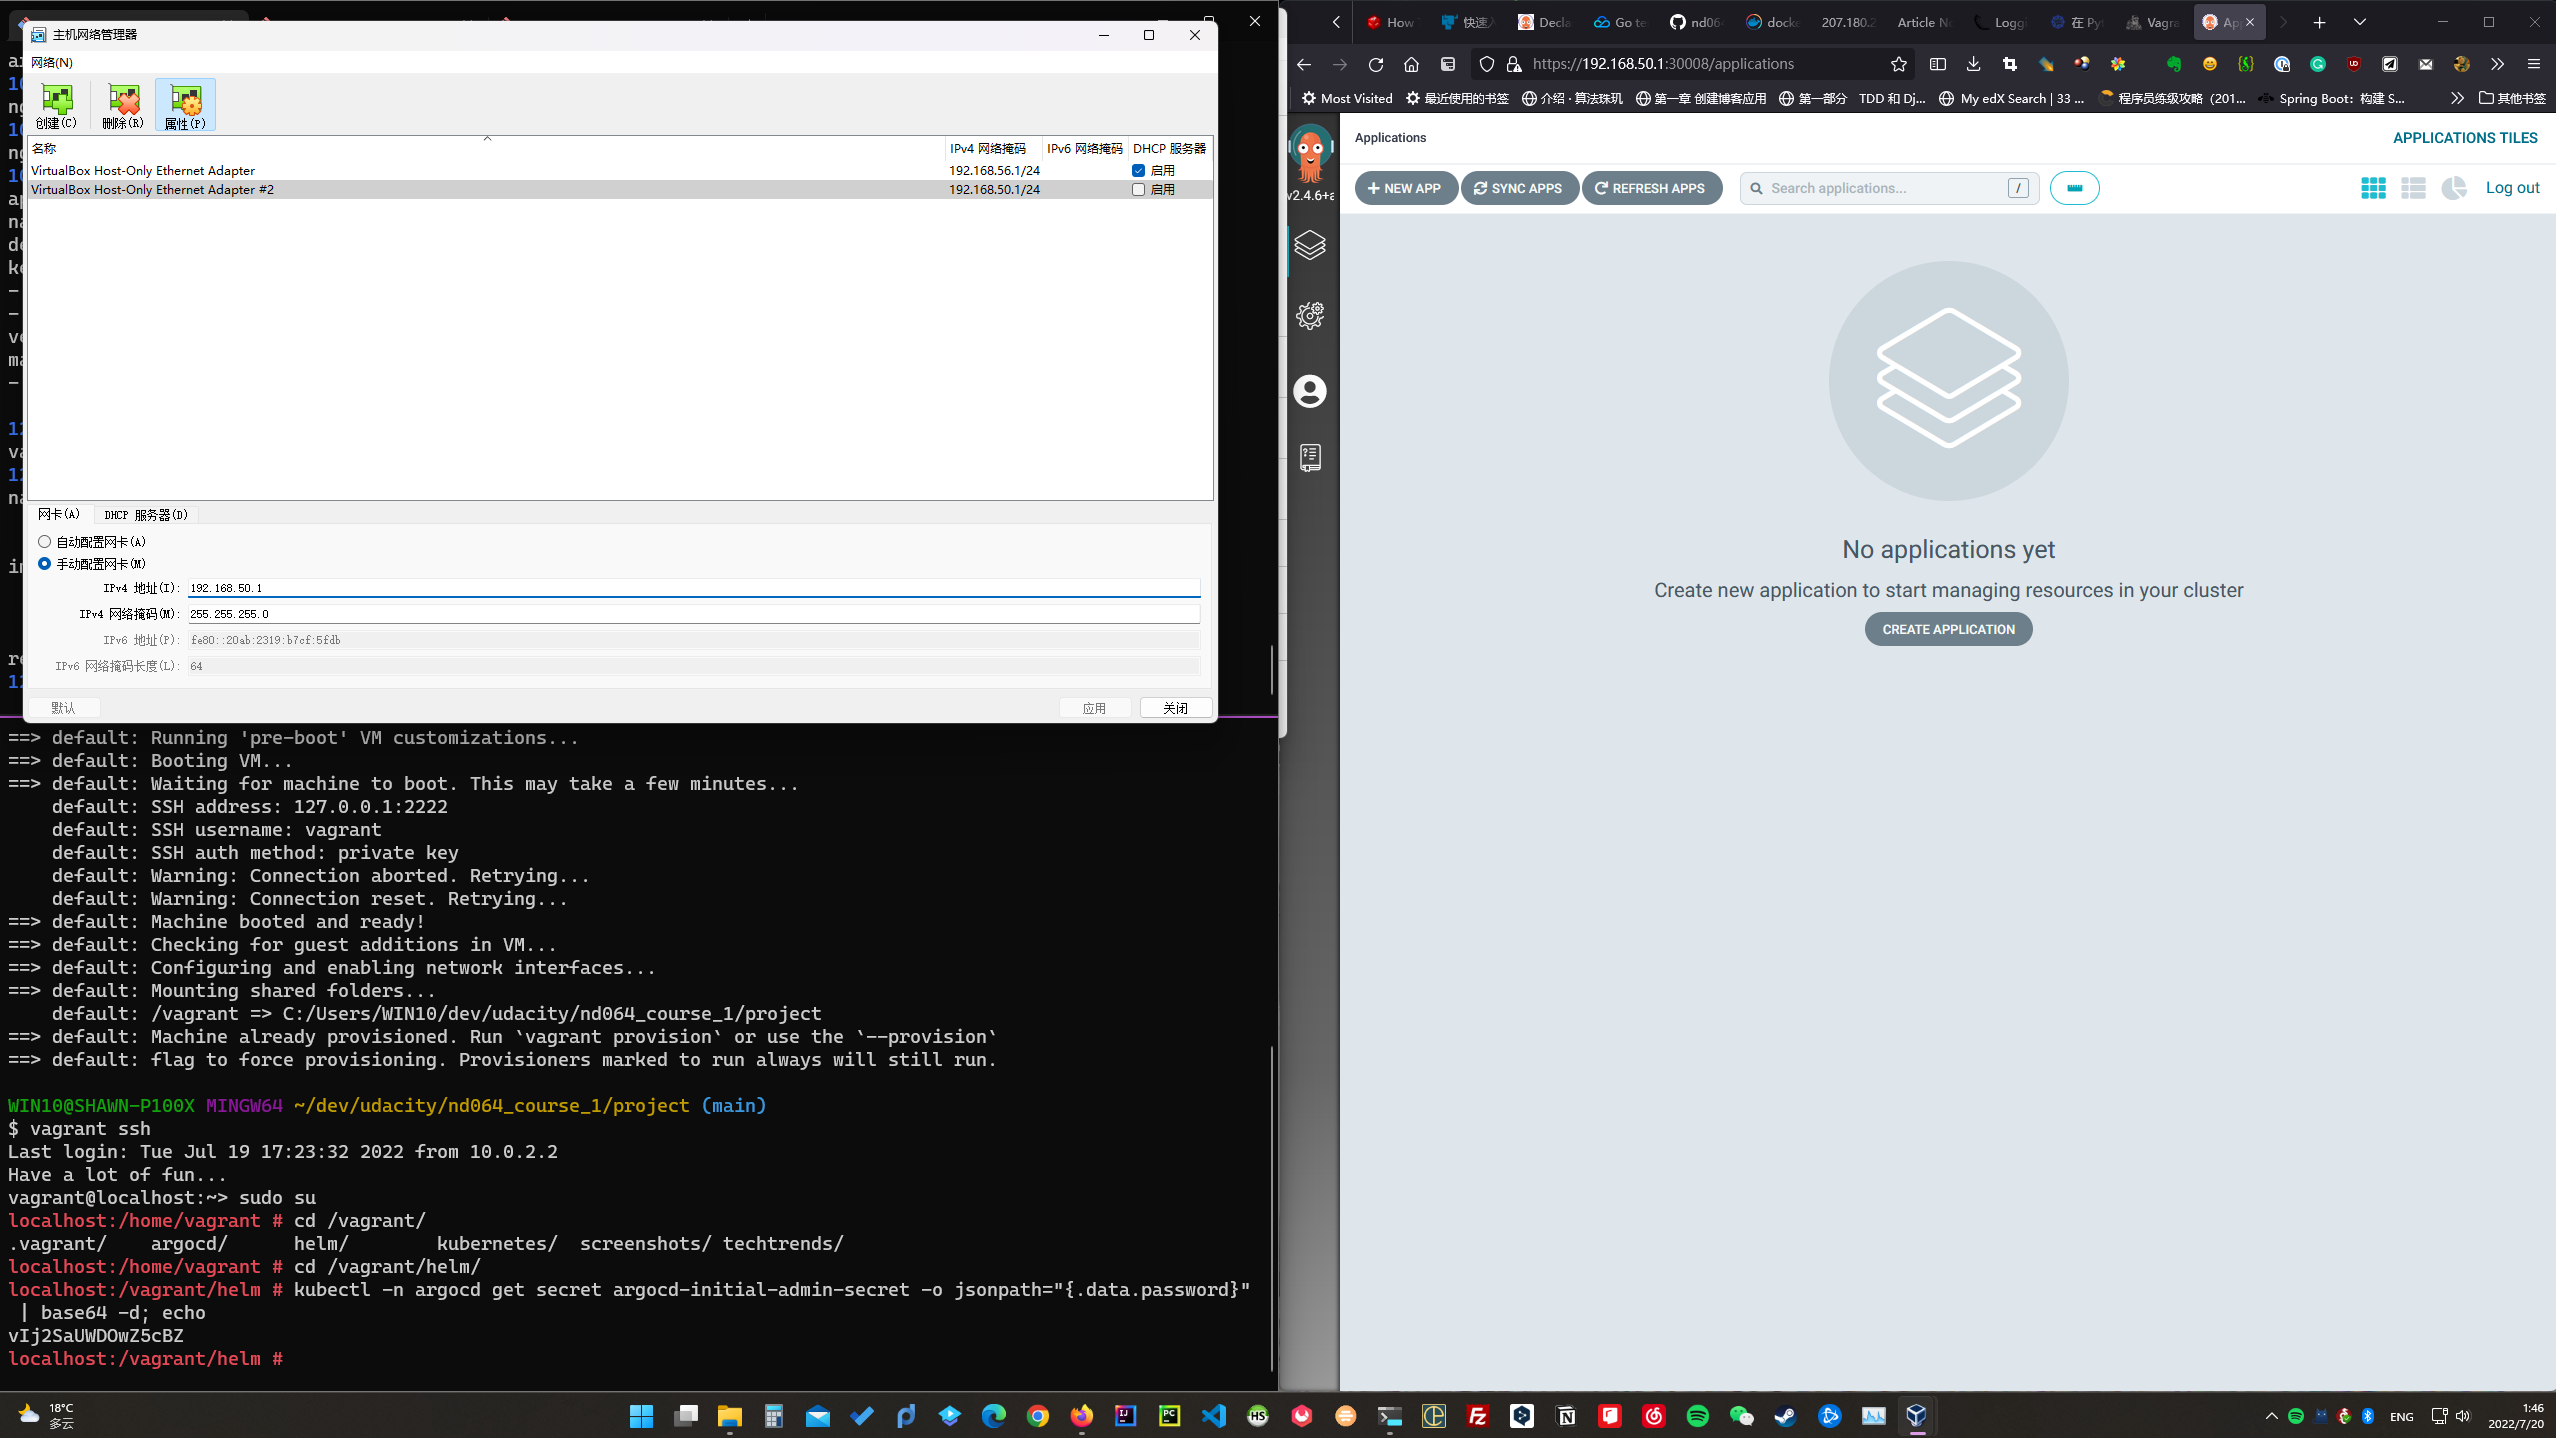 主机网络管理器
网络(N)
创建(C)
删除(R)
属性(P)
名称
IPv4 网络掩码
IPv6 网络掩码
DHCP 服务器
VirtualBox Host-Only Ethernet Adapter
192.168.56.1/24
启用
VirtualBox Host-Only Ethernet Adapter #2
192.168.50.1/24
启用
网卡(A)
DHCP 服务器(D)
自动配置网卡(A)
手动配置网卡(M)
IPv4 地址(I):
192.168.50.1
IPv4 网络掩码(M):
255.255.255.0
IPv6 地址(P):
fe80::20ab:2319:b7cf:5fdb
IPv6 网络掩码长度(L):
64
默认
应用
关闭
==> default: Running 'pre-boot' VM customizations...
==> default: Booting VM...
==> default: Waiting for machine to boot. This may take a few minutes...
default: SSH address: 127.0.0.1:2222
default: SSH username: vagrant
default: SSH auth method: private key
default: Warning: Connection aborted. Retrying...
default: Warning: Connection reset. Retrying...
==> default: Machine booted and ready!
==> default: Checking for guest additions in VM...
==> default: Configuring and enabling network interfaces...
==> default: Mounting shared folders...
default: /vagrant => C:/Users/WIN10/dev/udacity/nd064_course_1/project
==> default: Machine already provisioned. Run `vagrant provision` or use the `--provision`
==> default: flag to force provisioning. Provisioners marked to run always will still run.
WIN10@SHAWN-P100X MINGW64 ~/dev/udacity/nd064_course_1/project (main)
$ vagrant ssh
Last login: Tue Jul 19 17:23:32 2022 from 10.0.2.2
Have a lot of fun...
vagrant@localhost:~> sudo su
localhost:/home/vagrant # cd /vagrant/
.vagrant/ argocd/ helm/ kubernetes/ screenshots/ techtrends/
localhost:/home/vagrant # cd /vagrant/helm/
localhost:/vagrant/helm # kubectl -n argocd get secret argocd-initial-admin-secret -o jsonpath="{.data.password}"
| base64 -d; echo
vIj2SaUWDOwZ5cBZ
localhost:/vagrant/helm #
How
快速
Decla
Go te
nd06
docke
207.180.2
Article N
Loggi
在 Py
Vagra
Ap
https://192.168.50.1:30008/applications
Most Visited
最近使用的书签
介绍 · 算法珠玑
第一章 创建博客应用
第一部分
TDD 和 Dj...
My edX Search | 33 ...
程序员练级攻略（201...
Spring Boot：构建 S...
其他书签
v2.4.6+a
Applications
APPLICATIONS TILES
NEW APP
SYNC APPS
REFRESH APPS
Search applications...
/
Log out
No applications yet
Create new application to start managing resources in your cluster
CREATE APPLICATION
18°C
多云
ENG
1:46
2022/7/20